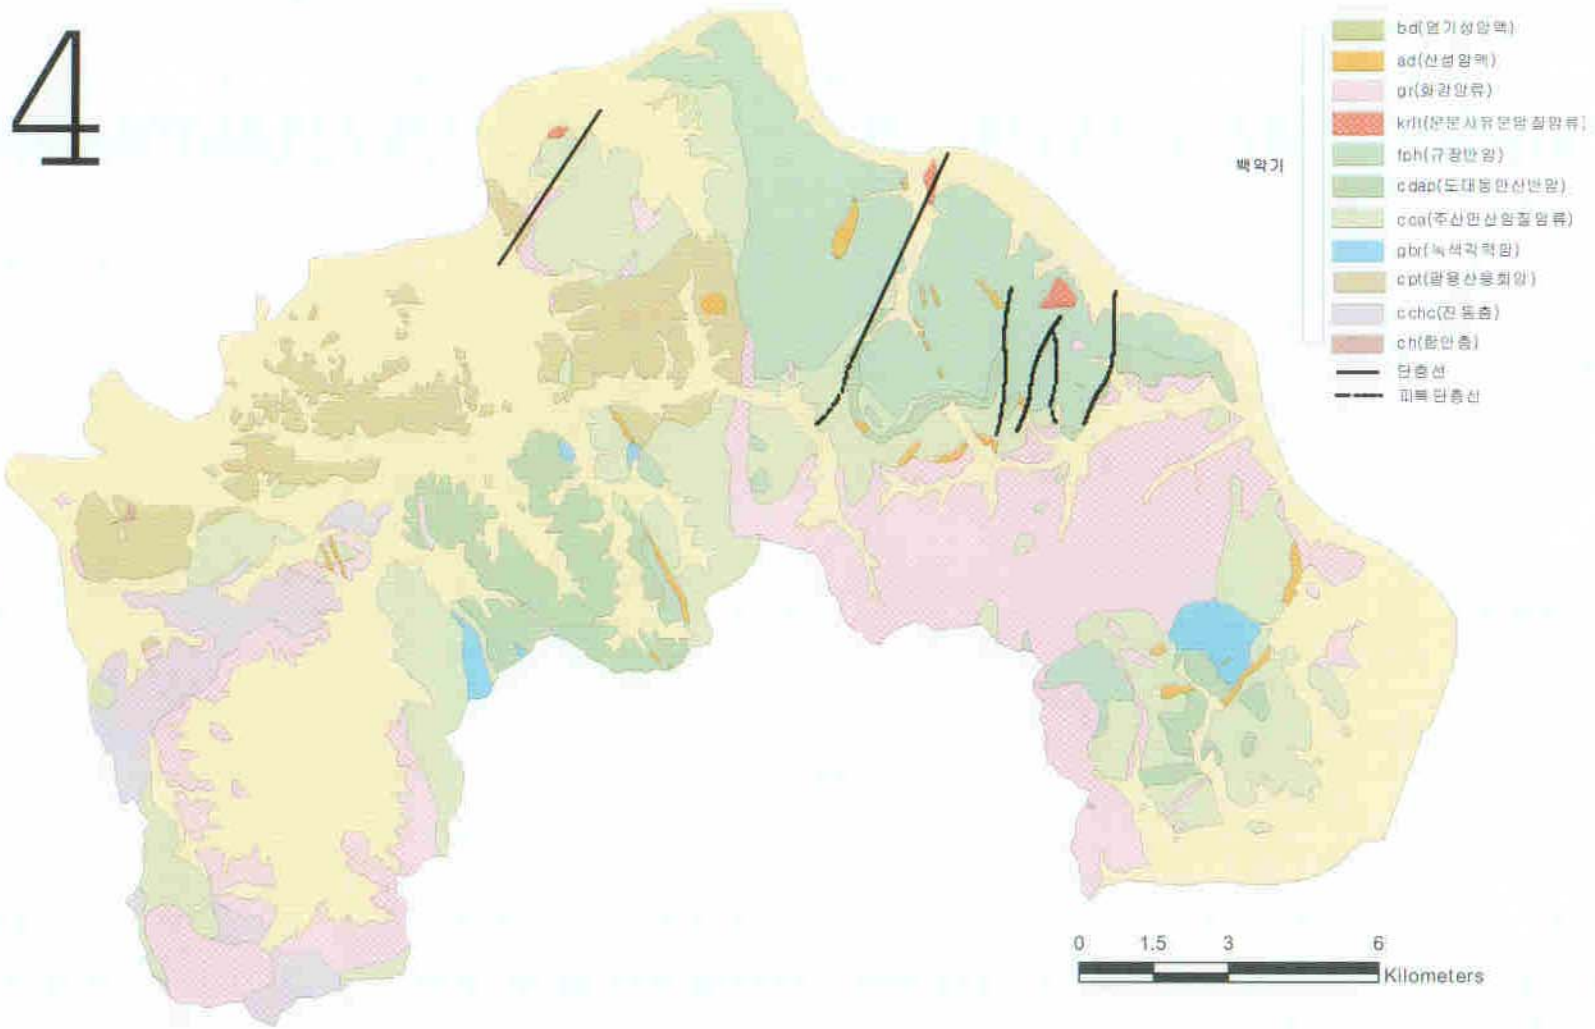 4
bd(염기성암맥)
ad(산성암맥)
gr(화강암류)
krlt(운문사유문암질암류)
fph(규장반암)
cdap(도대동안산반암)
cca(주산안산암질암류)
백악기
gbr(녹색각력암)
cpt(팔용산응회암)
cchc(진동층)
ch(함안층)
단층선
피복단층선
0 1.5 3 6
Kilometers